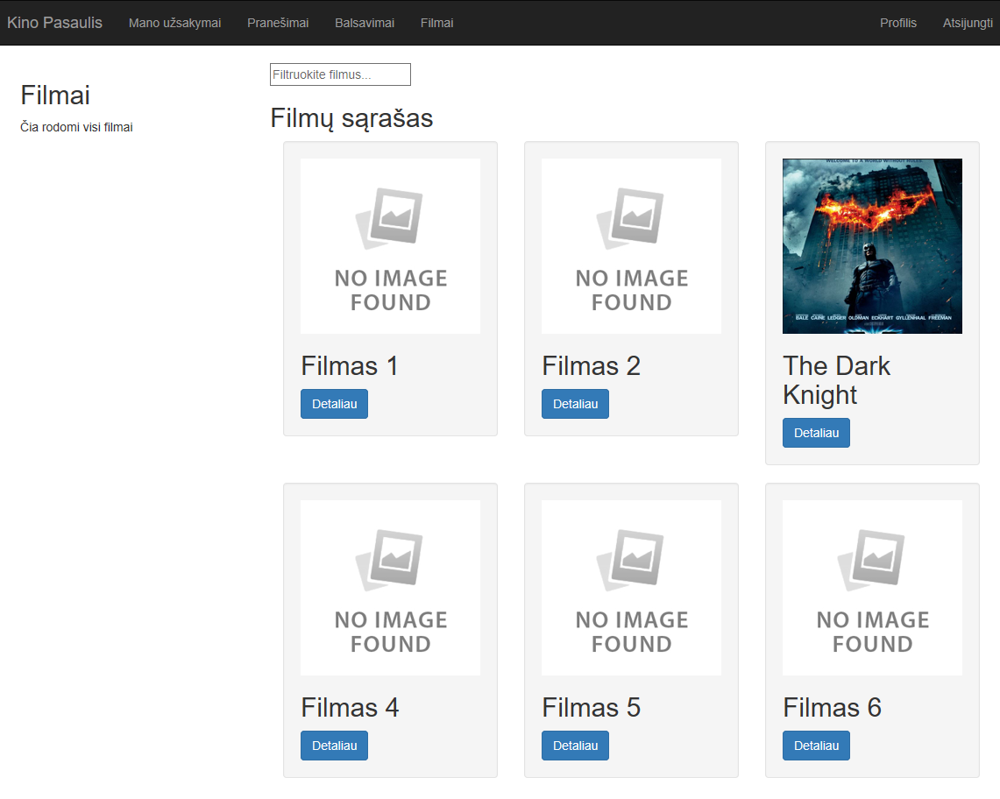 Kino Pasaulis Mano užsakymai Pranešimai Balsavimai Filmai Profilis Atsijungti
Filmai
Čia rodomi visi filmai
Filtruokite filmus...
Filmų sąrašas
NO IMAGE
FOUND
Filmas 1
Detaliau
NO IMAGE
FOUND
Filmas 2
Detaliau
WELCOME TO A WORLD WITHOUT RULES.
BALE CAINE LEDGER OLDMAN ECKHART GYLLENHAAL FREEMAN
The Dark
Knight
Detaliau
NO IMAGE
FOUND
Filmas 4
Detaliau
NO IMAGE
FOUND
Filmas 5
Detaliau
NO IMAGE
FOUND
Filmas 6
Detaliau